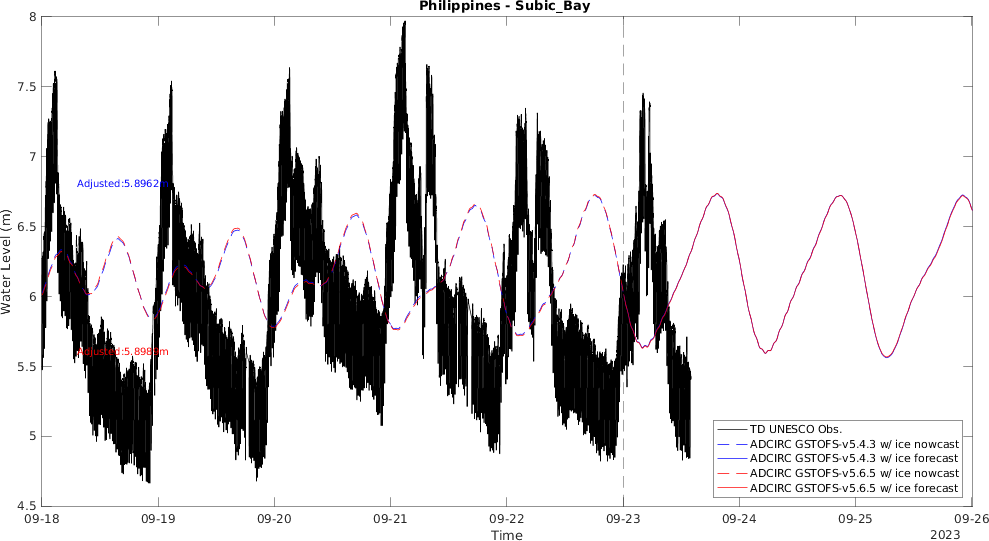 Philippines - Subic_Bay
8
7.5
7
6.5
6
5.5
5
4.5
Water Level (m)
Adjusted:5.8962m
TD UNESCO Obs.
ADCIRC GSTOFS-v5.4.3 w/ ice nowcast
ADCIRC GSTOFS-v5.4.3 w/ ice forecast
ADCIRC GSTOFS-v5.6.5 w/ ice nowcast
ADCIRC GSTOFS-v5.6.5 w/ ice forecast
09-18
09-19
09-20
09-21
09-22
09-23
09-24
09-25
09-26
Time
2023